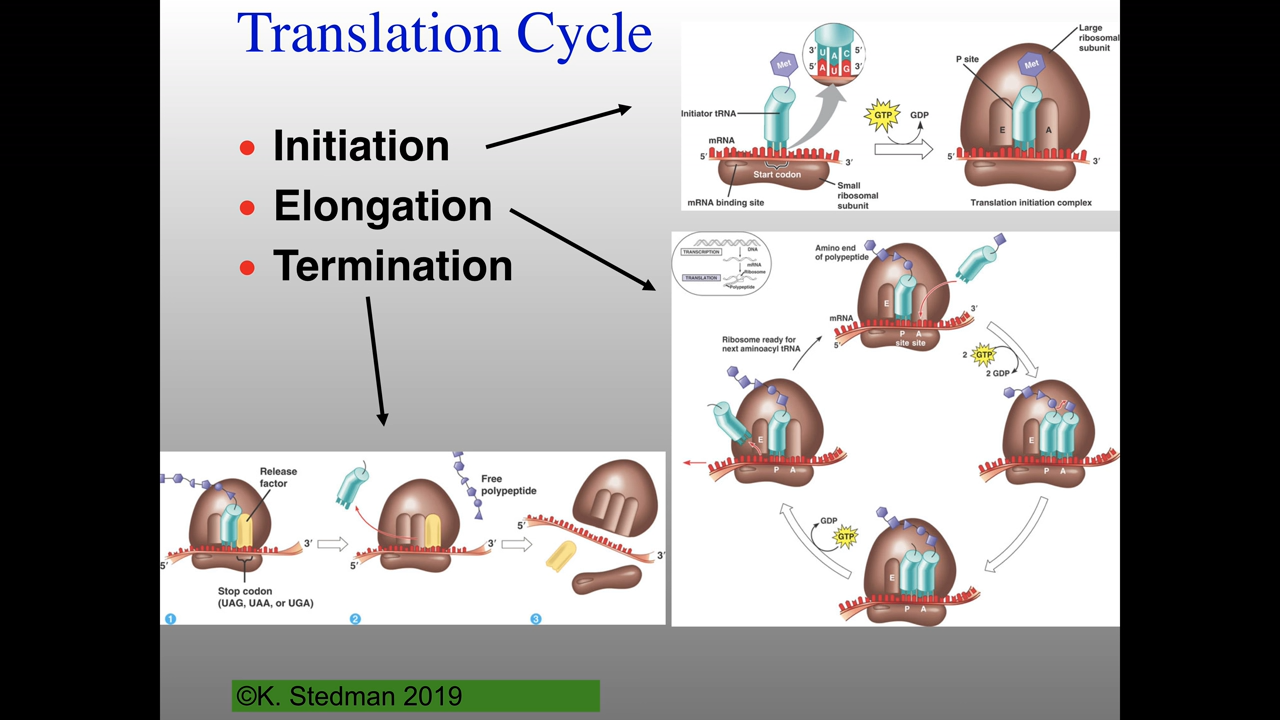 Translation Cycle
• Initiation
• Elongation
• Termination
3′ U A C 5′
5′ A U G 3′
Met
Initiator tRNA
mRNA
5′
3′
Start codon
mRNA binding site
Small
ribosomal
subunit
GTP
GDP
Large
ribosomal
subunit
P site
Met
E
A
5′
3′
Translation initiation complex
TRANSCRIPTION
DNA
mRNA
Ribosome
TRANSLATION
Polypeptide
Amino end
of polypeptide
E
mRNA
3′
5′
P A
site site
Ribosome ready for
next aminoacyl tRNA
2 GTP
2 GDP
E
P A
E
P A
GDP
GTP
E
P A
Release
factor
5′
3′
Stop codon
(UAG, UAA, or UGA)
1
Free
polypeptide
5′
3′
2
5′
3′
3
©K. Stedman 2019